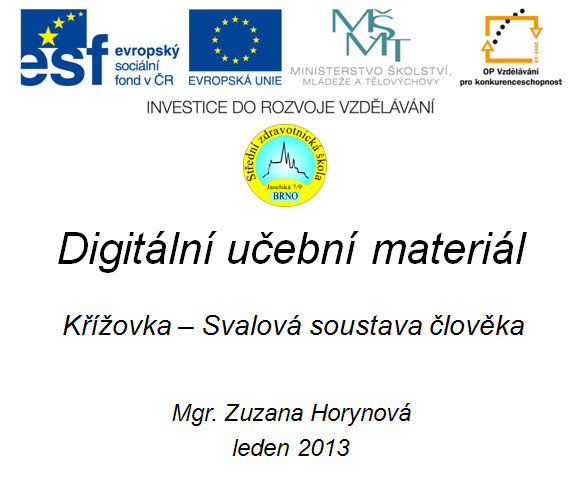 esf evropský
sociální
fond v ČR
EVROPSKÁ UNIE
MINISTERSTVO ŠKOLSTVÍ,
MLÁDEŽE A TĚLOVÝCHOVY
OP Vzdělávání
pro konkurenceschopnost
2007-13
INVESTICE DO ROZVOJE VZDĚLÁVÁNÍ
Střední zdravotnická škola
Jaselská 7/9
BRNO
Digitální učební materiál
Křížovka – Svalová soustava člověka
Mgr. Zuzana Horynová
leden 2013